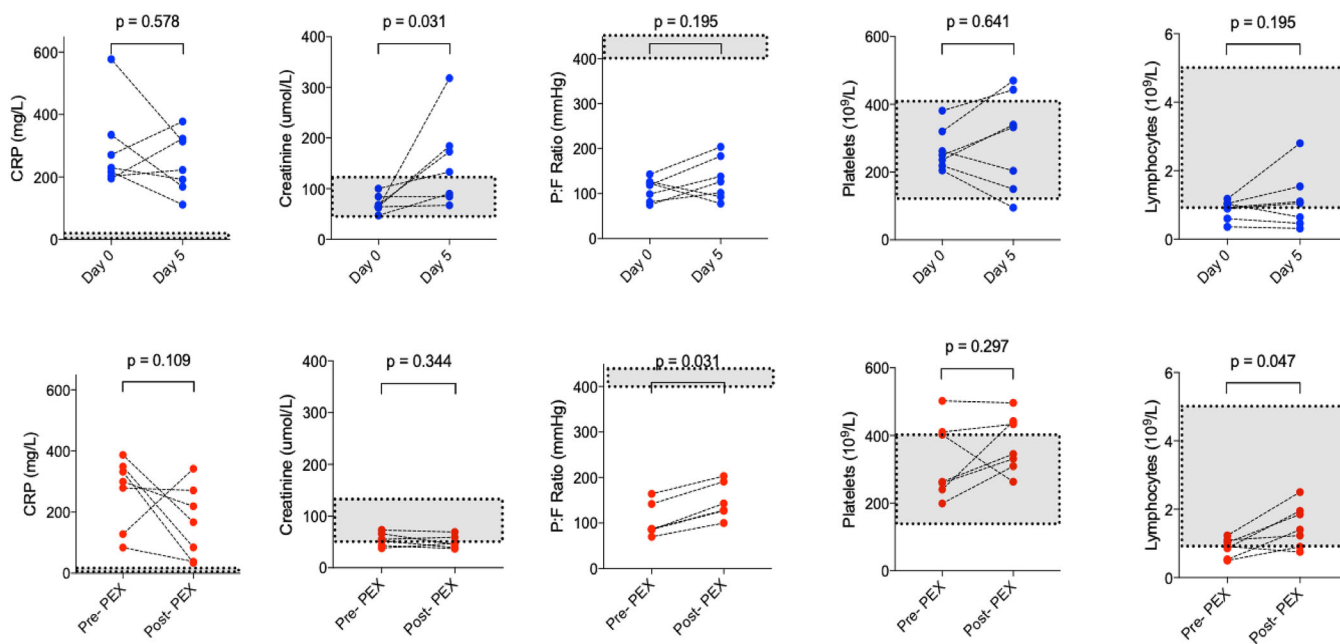 p = 0.578
CRP (mg/L)
600
400
200
0
Day 0
Day 5
p = 0.031
Creatinine (umol/L)
400
300
200
100
0
Day 0
Day 5
p = 0.195
P:F Ratio (mmHg)
400
300
200
100
0
Day 0
Day 5
p = 0.641
Platelets (10⁹/L)
600
400
200
0
Day 0
Day 5
p = 0.195
Lymphocytes (10⁹/L)
6
4
2
0
Day 0
Day 5
p = 0.109
CRP (mg/L)
600
400
200
0
Pre- PEX
Post- PEX
p = 0.344
Creatinine (umol/L)
400
300
200
100
0
Pre- PEX
Post- PEX
p = 0.031
P:F Ratio (mmHg)
400
300
200
100
0
Pre- PEX
Post- PEX
p = 0.297
Platelets (10⁹/L)
600
400
200
0
Pre- PEX
Post- PEX
p = 0.047
Lymphocytes (10⁹/L)
6
4
2
0
Pre- PEX
Post- PEX